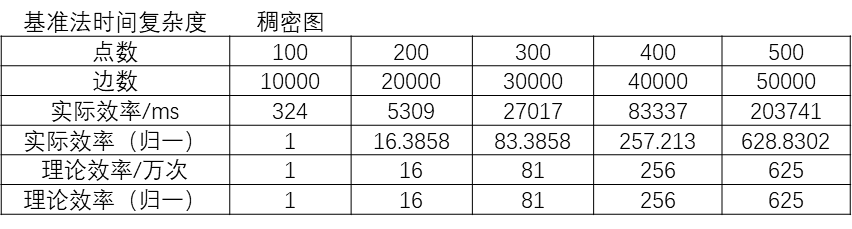 基准法时间复杂度 稠密图
点数 100 200 300 400 500
边数 10000 20000 30000 40000 50000
实际效率/ms 324 5309 27017 83337 203741
实际效率（归一） 1 16.3858 83.3858 257.213 628.8302
理论效率/万次 1 16 81 256 625
理论效率（归一） 1 16 81 256 625